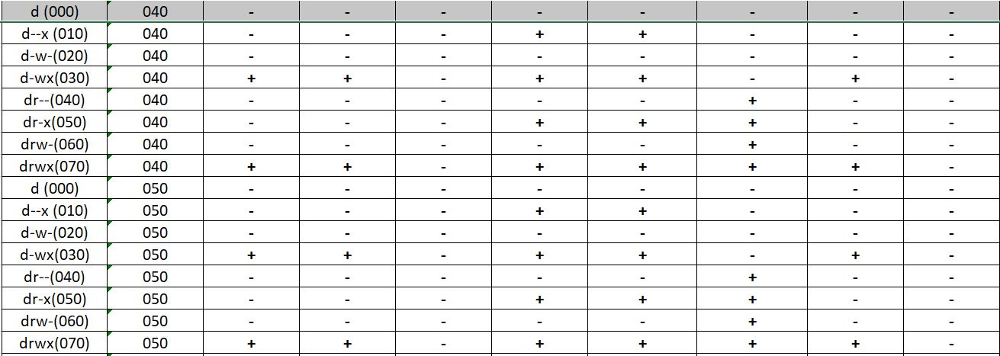 d (000) 040 - - - - - - - -
d--x (010) 040 - - - + + - - -
d-w-(020) 040 - - - - - - - -
d-wx(030) 040 + + - + + - + -
dr--(040) 040 - - - - - + - -
dr-x(050) 040 - - - + + + - -
drw-(060) 040 - - - - - + - -
drwx(070) 040 + + - + + + + -
d (000) 050 - - - - - - - -
d--x (010) 050 - - - + + - - -
d-w-(020) 050 - - - - - - - -
d-wx(030) 050 + + - + + - + -
dr--(040) 050 - - - - - + - -
dr-x(050) 050 - - - + + + - -
drw-(060) 050 - - - - - + - -
drwx(070) 050 + + - + + + + -